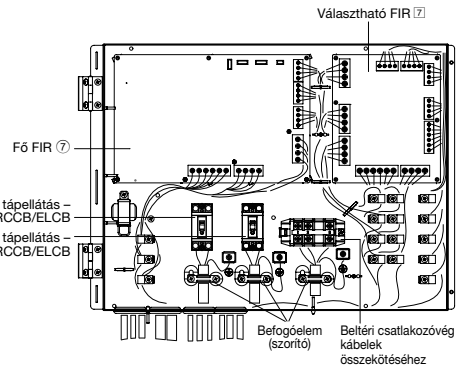 Választható FIR 7
Fő FIR ⑦
tápellátás –
RCCB/ELCB
tápellátás –
RCCB/ELCB
Befogóelem
(szorító)
Beltéri csatlakozóvég
kábelek
összekötéséhez